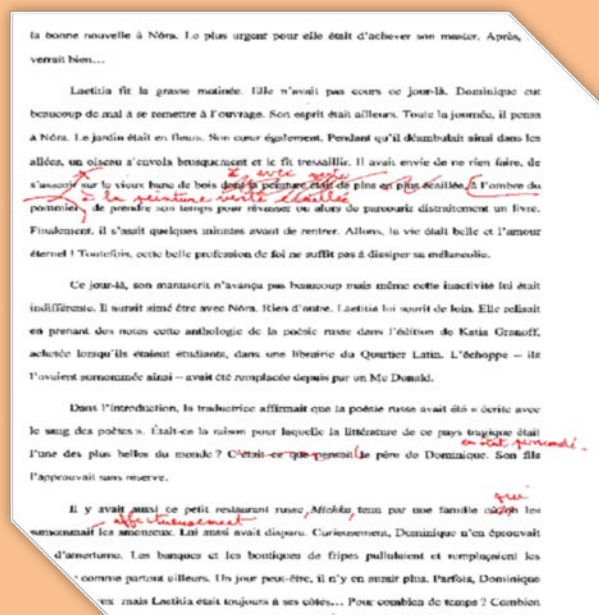 la bonne nouvelle à Nôra. Le plus urgent pour elle était d'achever son master. Après,
verrait bien...
Laetitia fit la grasse matinée. Elle n'avait pas cours ce jour-là. Dominique eut
beaucoup de mal à se remettre à l'ouvrage. Son esprit était ailleurs. Toute la journée, il pensa
à Nôra. Le jardin était en fleurs. Son cœur également. Pendant qu'il déambulait ainsi dans les
allées, un oiseau s'envola brusquement et le fit tressaillir. Il avait envie de ne rien faire, de
s'asseoir sur le vieux banc de bois dont la peinture était de plus en plus écaillée, à l'ombre du
à la peinture verte écaillée
pommier, de prendre son temps pour rêvasser ou alors de parcourir distraitement un livre.
Finalement, il s'assit quelques minutes avant de rentrer. Allons, la vie était belle et l'amour
éternel ! Toutefois, cette belle profession de foi ne suffit pas à dissiper sa mélancolie.
Ce jour-là, son manuscrit n'avança pas beaucoup mais même cette inactivité lui était
indifférente. Il aurait aimé être avec Nôra. Rien d'autre. Laetitia lui sourit de loin. Elle relisait
en prenant des notes cette anthologie de la poésie russe dans l'édition de Katia Granoff,
achetée lorsqu'ils étaient étudiants, dans une librairie du Quartier Latin. L'échoppe – ils
l'avaient surnommée ainsi – avait été remplacée depuis par un Mc Donald.
Dans l'introduction, la traductrice affirmait que la poésie russe avait été « écrite avec
le sang des poètes ». Était-ce la raison pour laquelle la littérature de ce pays tragique était
en était persuadé.
l'une des plus belles du monde ? C'était ce que pensait le père de Dominique. Son fils
l'approuvait sans réserve.
qui
Il y avait aussi ce petit restaurant russe, Michka, tenu par une famille où on les
affectueusement
surnommait les amoureux. Lui aussi avait disparu. Curieusement, Dominique n'en éprouvait
d'amertume. Les banques et les boutiques de fripes pullulaient et remplaçaient les
comme partout ailleurs. Un jour peut-être, il n'y en aurait plus. Parfois, Dominique
mais Laetitia était toujours à ses côtés... Pour combien de temps ? Combien